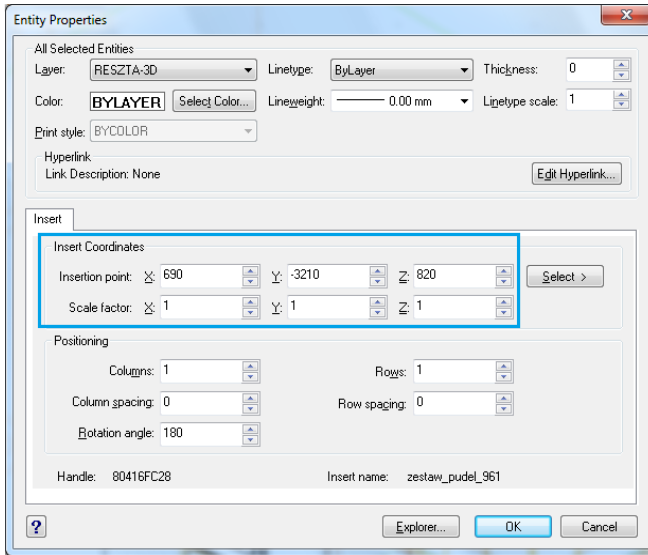 Entity Properties
All Selected Entities
Layer: RESZTA-3D Linetype: ByLayer Thickness: 0
Color: BYLAYER Select Color... Lineweight: 0.00 mm Linetype scale: 1
Print style: BYCOLOR
Hyperlink
Link Description: None Edit Hyperlink...
Insert
Insert Coordinates
Insertion point: X: 690 Y: -3210 Z: 820 Select >
Scale factor: X: 1 Y: 1 Z: 1
Positioning
Columns: 1 Rows: 1
Column spacing: 0 Row spacing: 0
Rotation angle: 180
Handle: 80416FC28 Insert name: zestaw_pudel_961
? Explorer... OK Cancel